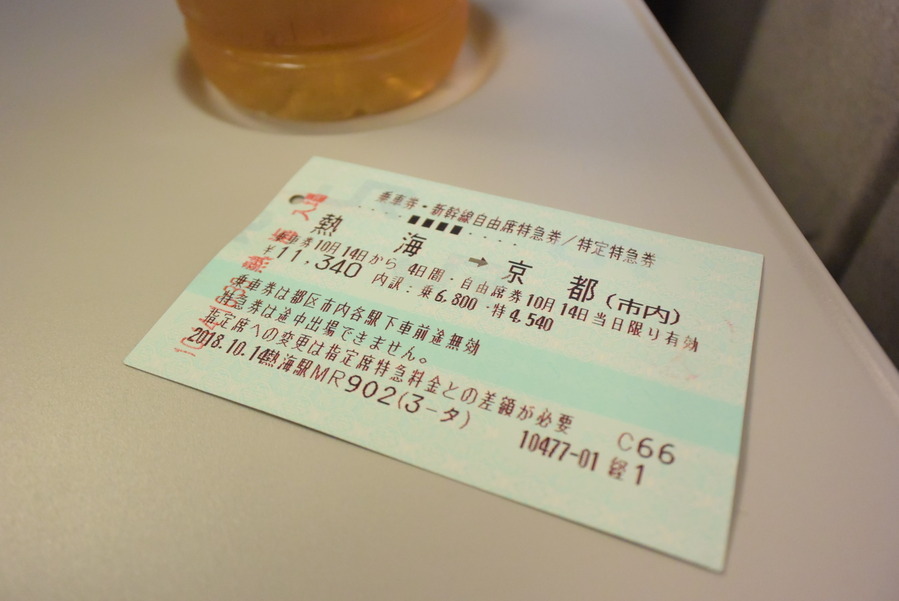 乗車券・新幹線自由席特急券/特定特急券
熱 海 → 京 都(市内)
券10月14日から 4日間・自由席券10月14日当日限り有効
¥11,340 内訳:乗6,800・特4,540
乗車券は都区市内各駅下車前途無効
特急券は途中出場できません。
指定席への変更は指定席特急料金との差額が必要
2018.10.14熱海駅MR902(3-タ) C66
10477-01 経1
入場